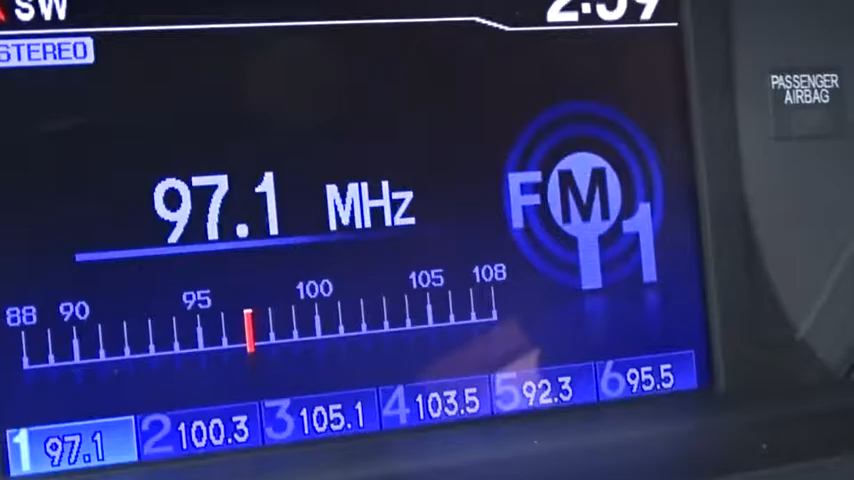 SW 2:59
STEREO
PASSENGER
AIRBAG
97.1 MHz
FM1
88 90 95 100 105 108
1 97.1 2 100.3 3 105.1 4 103.5 5 92.3 6 95.5